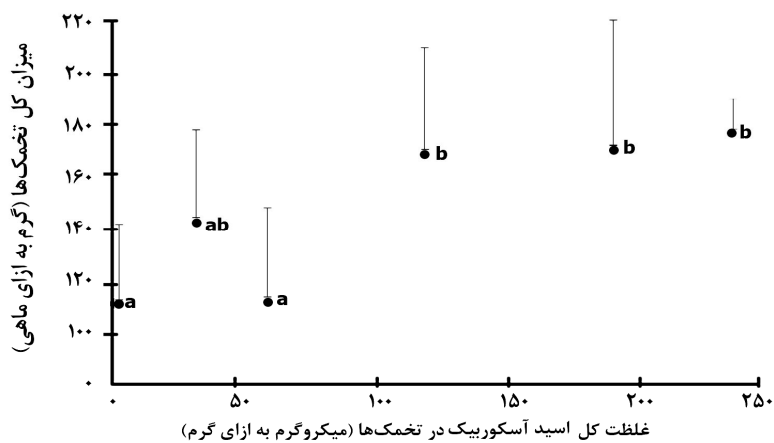 میزان کل تخمک‌ها (گرم به ازای ماهی)
۲۲۰
۲۰۰
۱۸۰
۱۶۰
۱۴۰
۱۲۰
۱۰۰
۰
a
ab
a
b
b
b
۰ ۵۰ ۱۰۰ ۱۵۰ ۲۰۰ ۲۵۰
غلظت کل اسید آسکوربیک در تخمک‌ها (میکروگرم به ازای گرم)